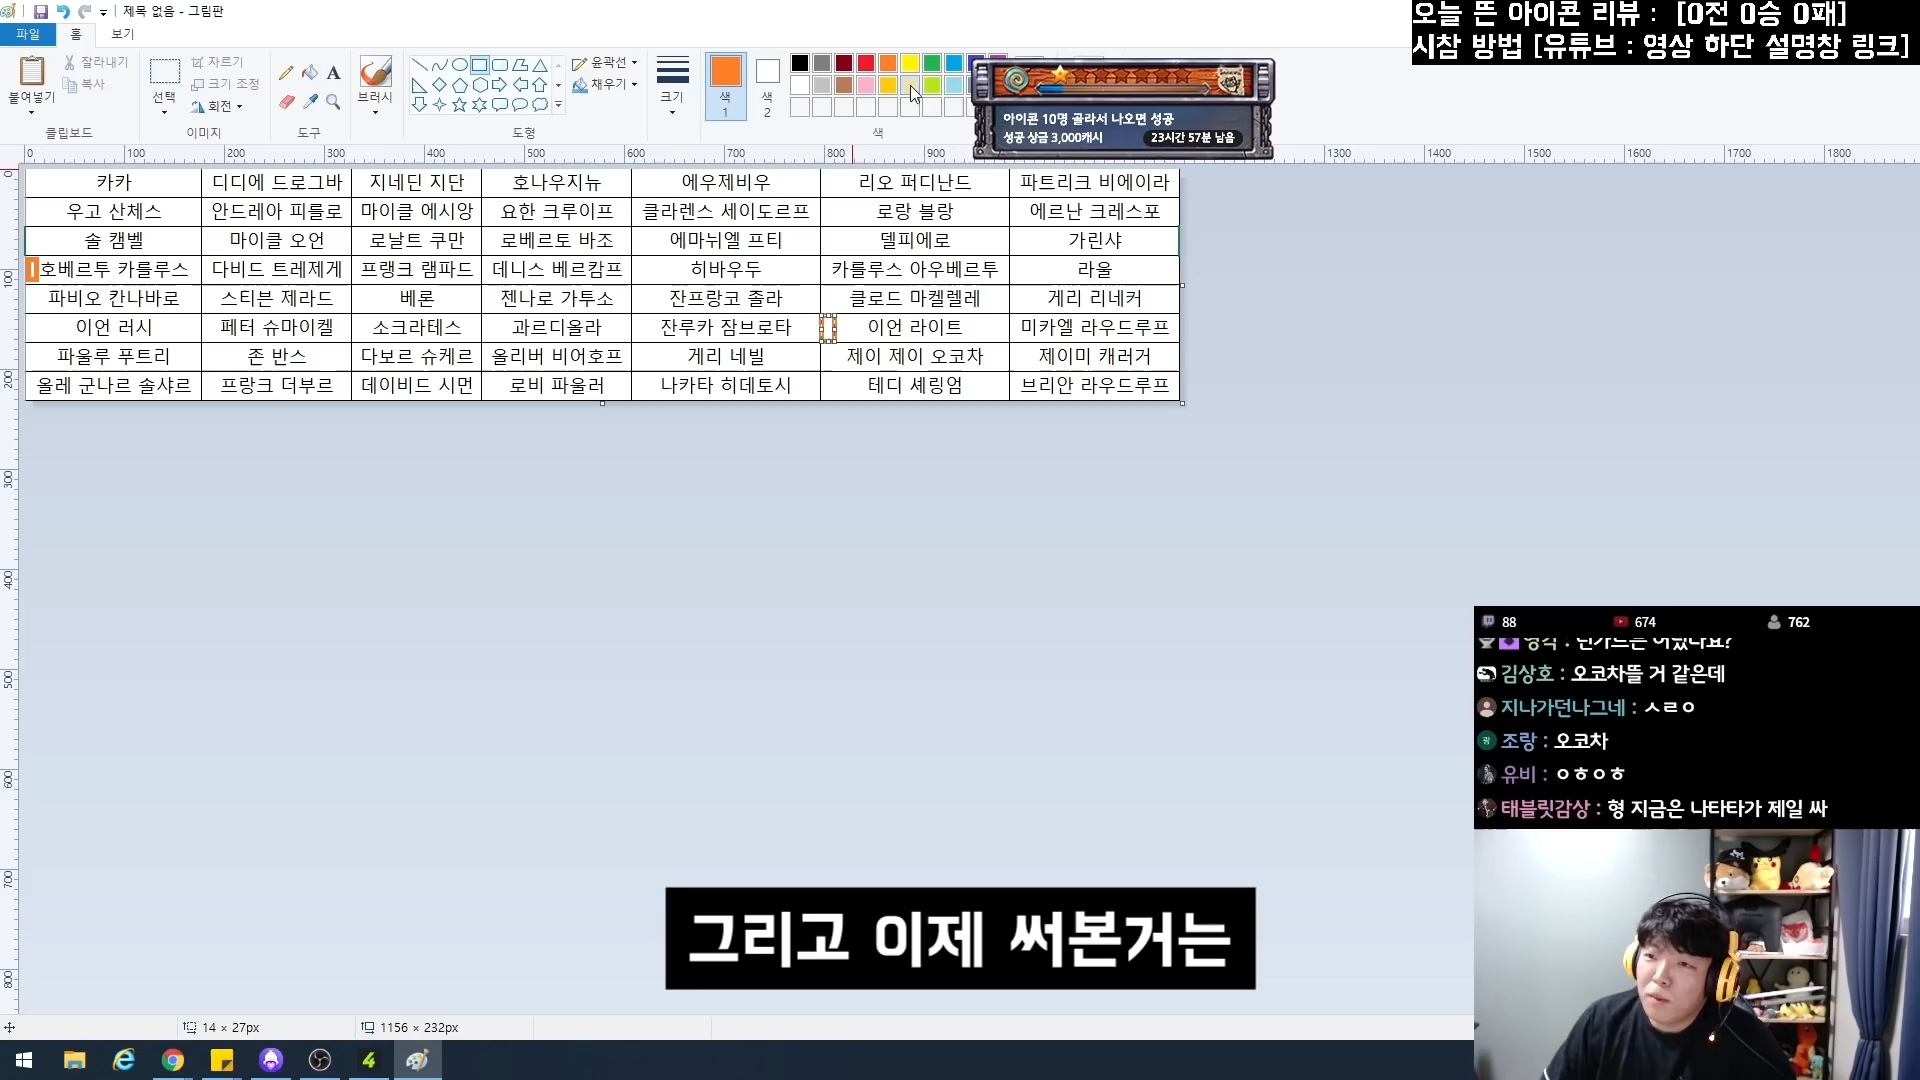 제목 없음 - 그림판
파일 홈 보기
붙여넣기
잘라내기
복사
클립보드
선택
자르기
크기 조정
회전
이미지
A
도구
브러시
윤곽선
채우기
도형
크기
색
1
색
2
색
오늘 뜬 아이콘 리뷰 : [0전 0승 0패]
시참 방법 [유튜브 : 영상 하단 설명창 링크]
아이콘 10명 골라서 나오면 성공
성공 상금 3,000캐시 23시간 57분 남음
0 100 200 300 400 500 600 700 800 900 1300 1400 1500 1600 1700 1800
카카 디디에 드로그바 지네딘 지단 호나우지뉴 에우제비우 리오 퍼디난드 파트리크 비에이라
우고 산체스 안드레아 피를로 마이클 에시앙 요한 크루이프 클라렌스 세이도르프 로랑 블랑 에르난 크레스포
솔 캠벨 마이클 오언 로날트 쿠만 로베르토 바조 에마뉘엘 프티 델피에로 가린샤
호베르투 카를루스 다비드 트레제게 프랭크 램파드 데니스 베르캄프 히바우두 카를루스 아우베르투 라울
파비오 칸나바로 스티븐 제라드 베론 젠나로 가투소 잔프랑코 졸라 클로드 마켈렐레 게리 리네커
이언 러시 페터 슈마이켈 소크라테스 과르디올라 잔루카 잠브로타 이언 라이트 미카엘 라우드루프
파울루 푸트리 존 반스 다보르 슈케르 올리버 비어호프 게리 네빌 제이 제이 오코차 제이미 캐러거
올레 군나르 솔샤르 프랑크 더부르 데이비드 시먼 로비 파울러 나카타 히데토시 테디 셰링엄 브리안 라우드루프
0
100
200
300
400
500
600
700
800
88 674 762
김상호 : 오코차뜰 거 같은데
지나가던나그네 : ㅅㄹㅇ
조랑 : 오코차
유비 : ㅇㅎㅇㅎ
태블릿감상 : 형 지금은 나타타가 제일 싸
그리고 이제 써본거는
14 × 27px 1156 × 232px